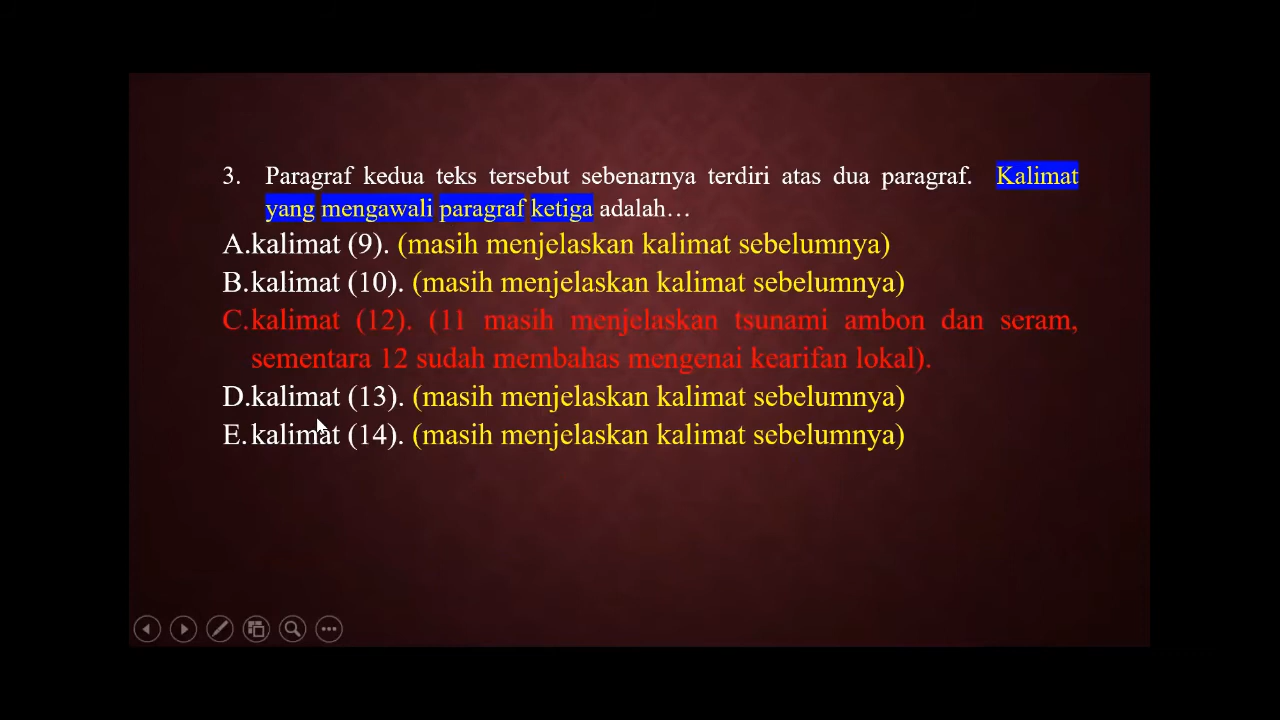 3. Paragraf kedua teks tersebut sebenarnya terdiri atas dua paragraf. Kalimat
yang mengawali paragraf ketiga adalah…
A.kalimat (9). (masih menjelaskan kalimat sebelumnya)
B.kalimat (10). (masih menjelaskan kalimat sebelumnya)
C.kalimat (12). (11 masih menjelaskan tsunami ambon dan seram,
sementara 12 sudah membahas mengenai kearifan lokal).
D.kalimat (13). (masih menjelaskan kalimat sebelumnya)
E.kalimat (14). (masih menjelaskan kalimat sebelumnya)